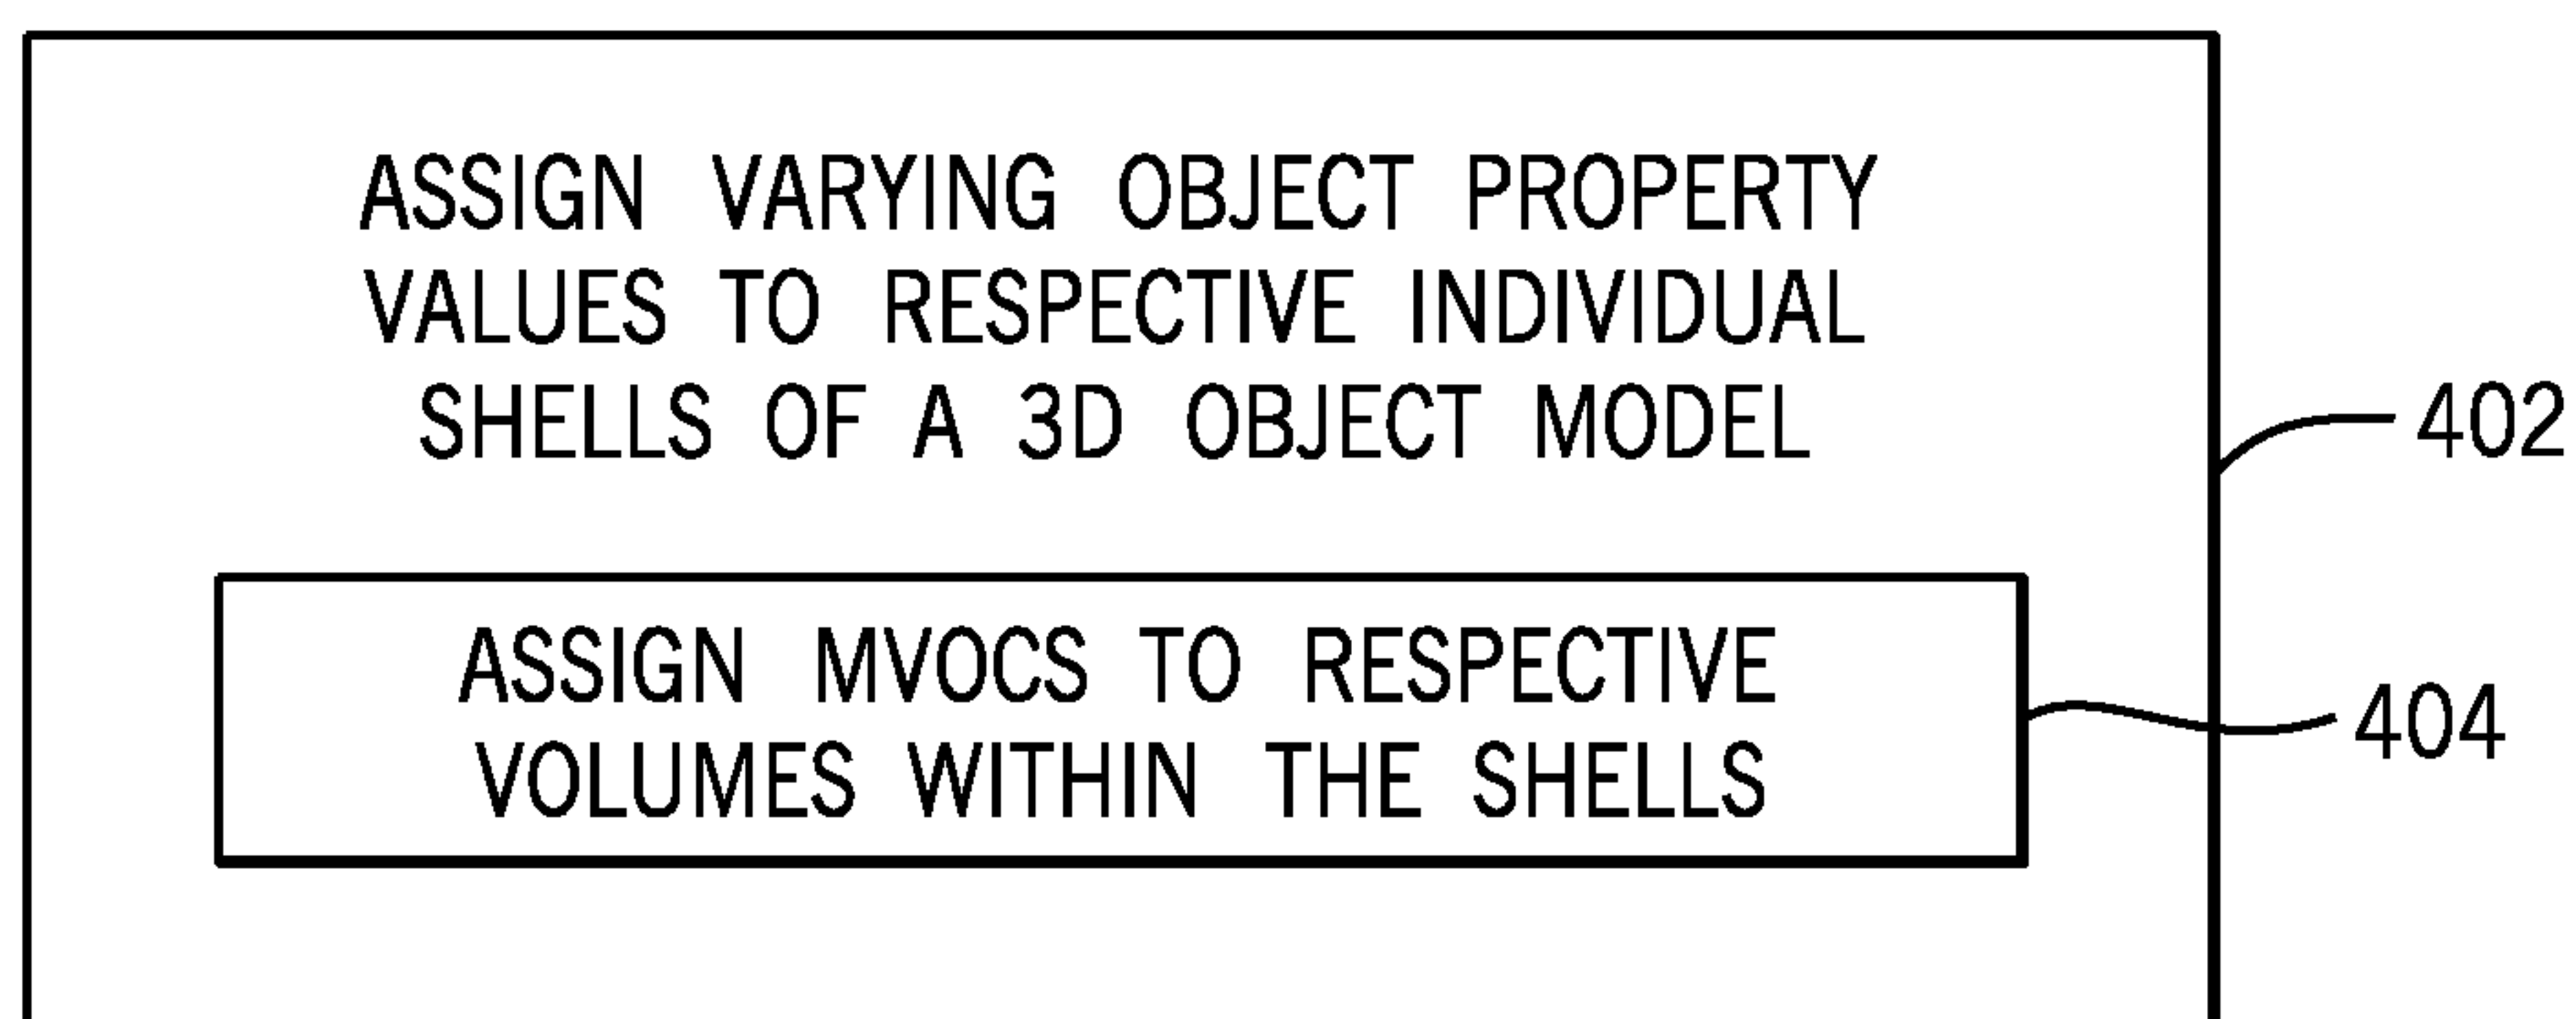 ASSIGN VARYING OBJECT PROPERTY
VALUES TO RESPECTIVE INDIVIDUAL
SHELLS OF A 3D OBJECT MODEL
402
ASSIGN MVOCS TO RESPECTIVE
VOLUMES WITHIN THE SHELLS
404